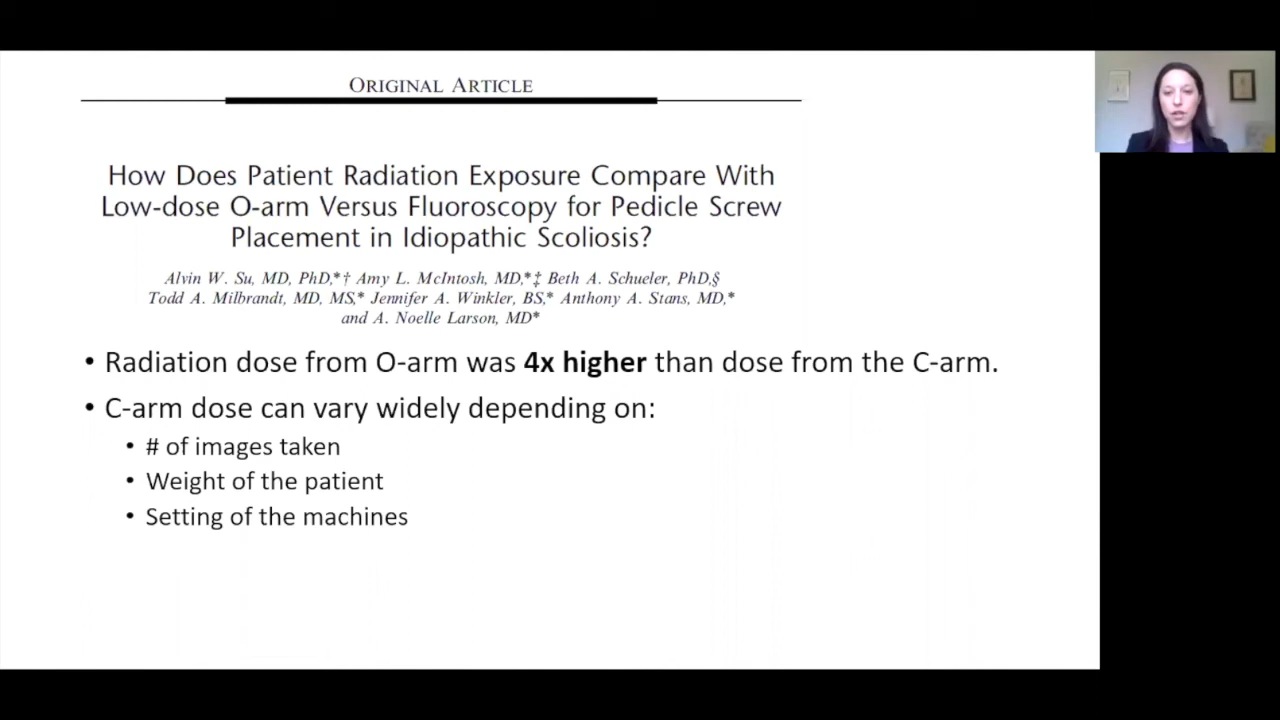 ORIGINAL ARTICLE
How Does Patient Radiation Exposure Compare With
Low-dose O-arm Versus Fluoroscopy for Pedicle Screw
Placement in Idiopathic Scoliosis?
Alvin W. Su, MD, PhD,*† Amy L. McIntosh, MD,*‡ Beth A. Schueler, PhD,§
Todd A. Milbrandt, MD, MS,* Jennifer A. Winkler, BS,* Anthony A. Stans, MD,*
and A. Noelle Larson, MD*
• Radiation dose from O-arm was 4x higher than dose from the C-arm.
• C-arm dose can vary widely depending on:
• # of images taken
• Weight of the patient
• Setting of the machines